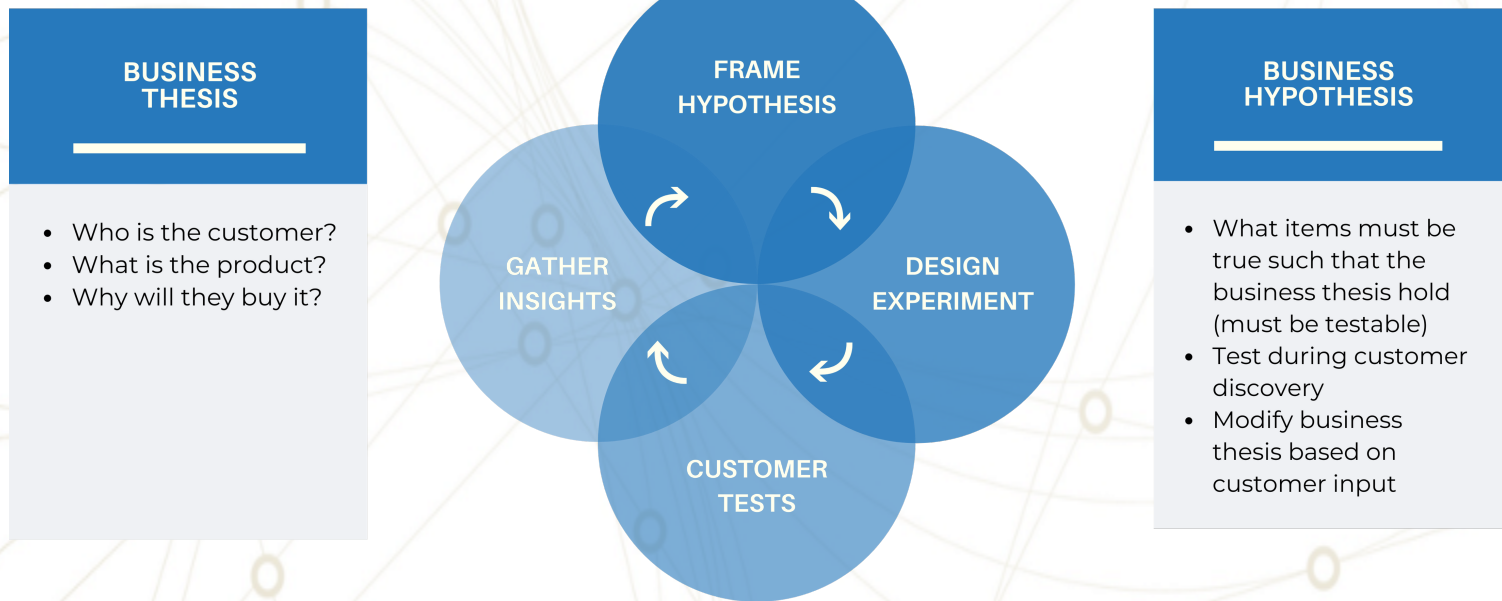 BUSINESS
THESIS
• Who is the customer?
• What is the product?
• Why will they buy it?
FRAME
HYPOTHESIS
GATHER
INSIGHTS
DESIGN
EXPERIMENT
CUSTOMER
TESTS
BUSINESS
HYPOTHESIS
• What items must be
true such that the
business thesis hold
(must be testable)
• Test during customer
discovery
• Modify business
thesis based on
customer input